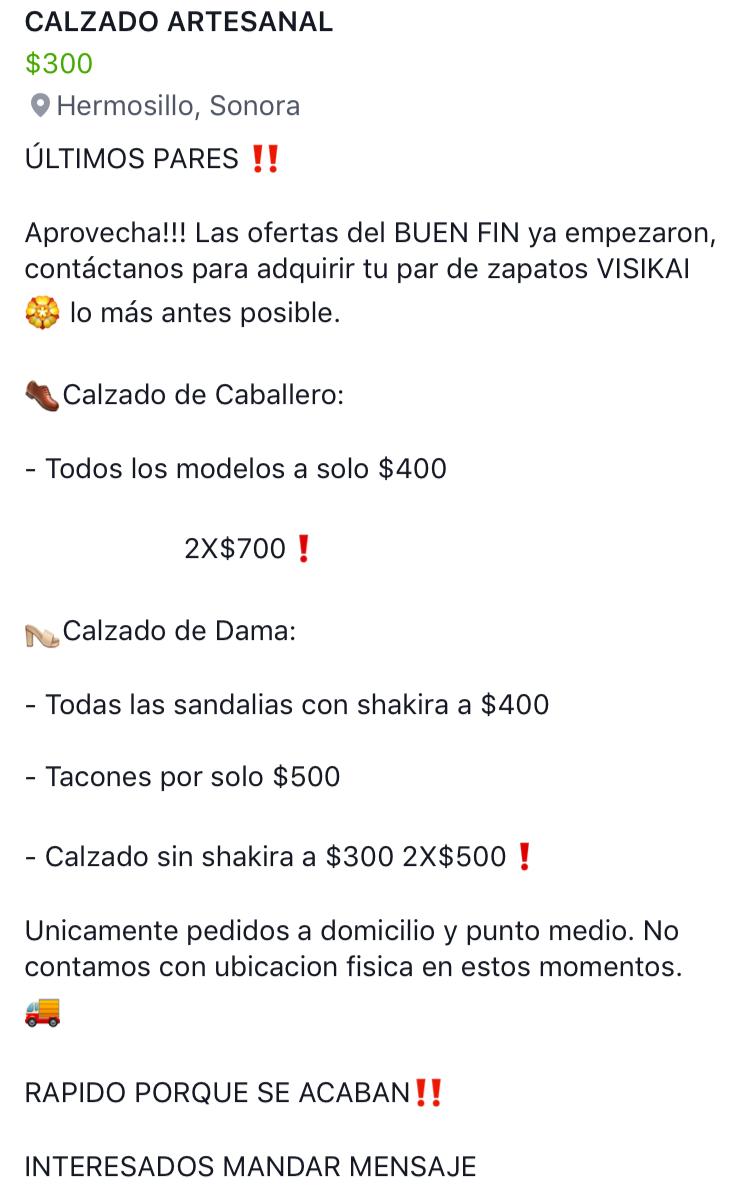 CALZADO ARTESANAL
$300
Hermosillo, Sonora
ÚLTIMOS PARES ‼️
Aprovecha!!! Las ofertas del BUEN FIN ya empezaron,
contáctanos para adquirir tu par de zapatos VISIKAI
🏵️ lo más antes posible.
👞Calzado de Caballero:
- Todos los modelos a solo $400
2X$700❗
👡Calzado de Dama:
- Todas las sandalias con shakira a $400
- Tacones por solo $500
- Calzado sin shakira a $300 2X$500❗
Unicamente pedidos a domicilio y punto medio. No
contamos con ubicacion fisica en estos momentos.
🚚
RAPIDO PORQUE SE ACABAN‼️
INTERESADOS MANDAR MENSAJE